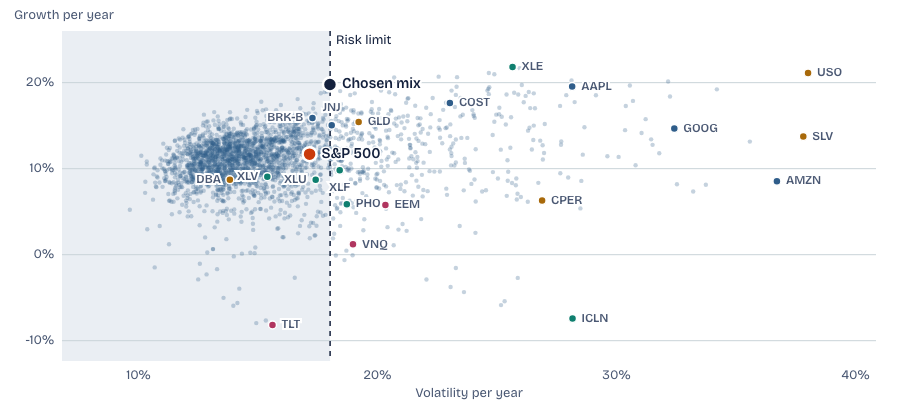 Growth per year
Risk limit
XLE
USO
20%
Chosen mix
AAPL
COST
JNJ
BRK-B
GLD
GOOG
SLV
S&P 500
10%
DBA
XLV
XLU
XLF
AMZN
PHO
EEM
CPER
VNQ
0%
ICLN
TLT
-10%
10%
20%
30%
40%
Volatility per year